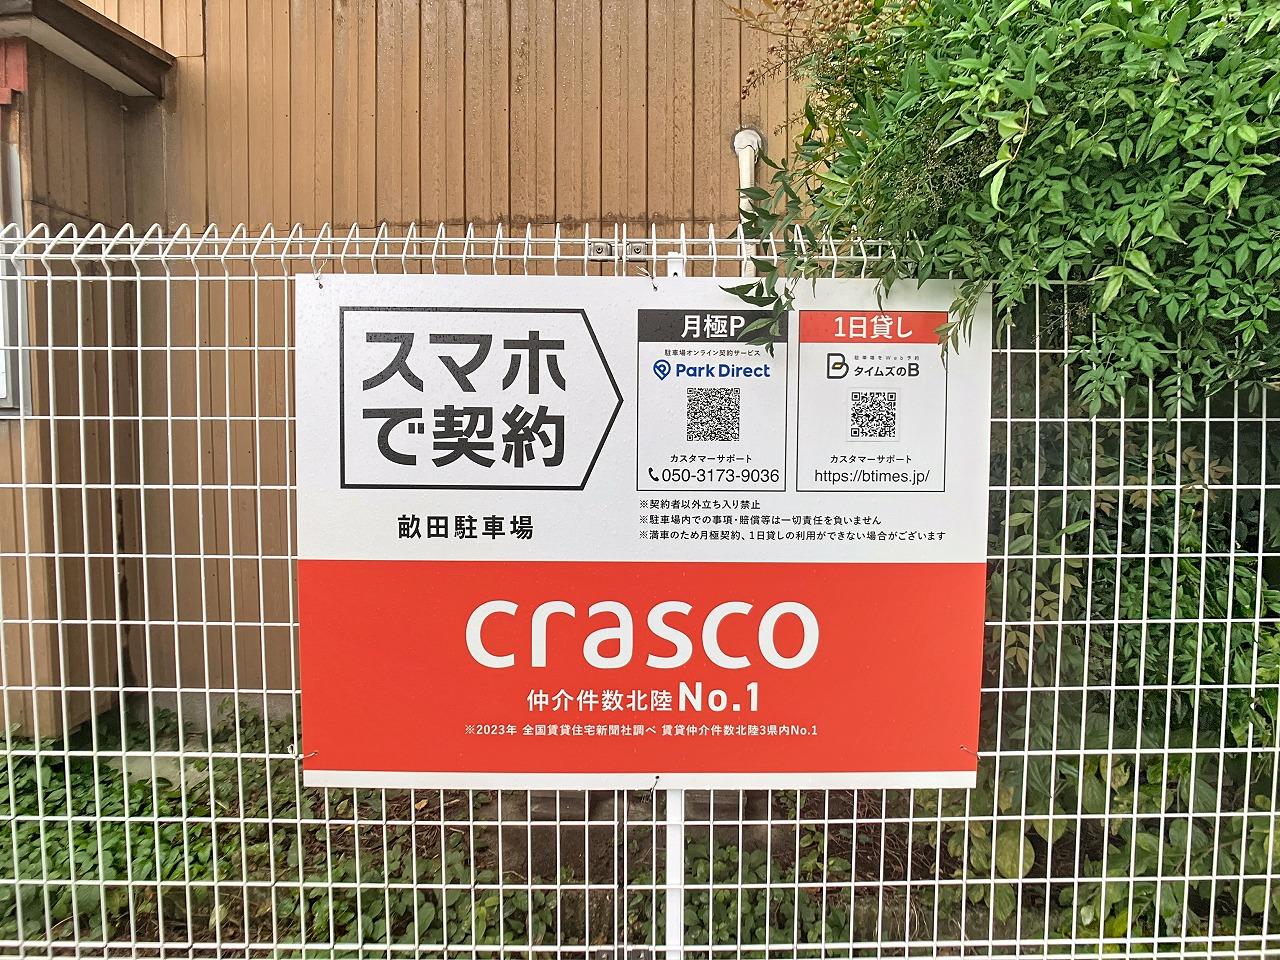 スマホ
で契約
畝田駐車場
月極P
駐車場オンライン契約サービス
Park Direct
カスタマーサポート
050-3173-9036
1日貸し
駐車場をWeb予約
タイムズのB
カスタマーサポート
https://btimes.jp/
※契約者以外立ち入り禁止
※駐車場内での事項・賠償等は一切責任を負いません
※満車のため月極契約、1日貸しの利用ができない場合がございます
crasco
仲介件数北陸No.1
※2023年 全国賃貸住宅新聞社調べ 賃貸仲介件数北陸3県内No.1